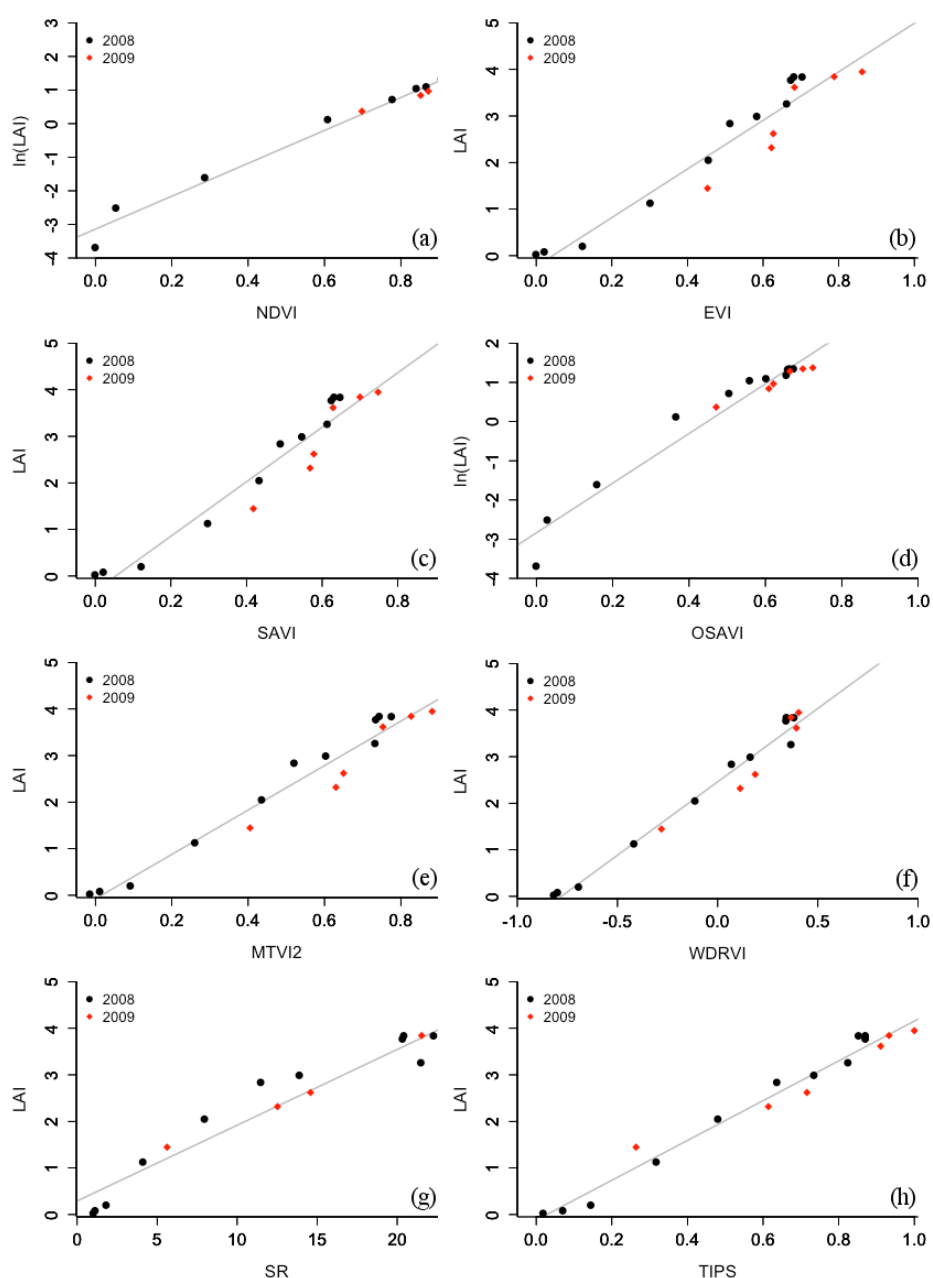 3
2
1
0
-1
-2
-3
-4
ln(LAI)
2008
2009
(a)
0.0 0.2 0.4 0.6 0.8
NDVI
5
4
3
2
1
0
LAI
2008
2009
(b)
0.0 0.2 0.4 0.6 0.8 1.0
EVI
5
4
3
2
1
0
LAI
2008
2009
(c)
0.0 0.2 0.4 0.6 0.8
SAVI
2
1
0
-1
-2
-3
-4
ln(LAI)
2008
2009
(d)
0.0 0.2 0.4 0.6 0.8 1.0
OSAVI
5
4
3
2
1
0
LAI
2008
2009
(e)
0.0 0.2 0.4 0.6 0.8
MTVI2
5
4
3
2
1
0
LAI
2008
2009
(f)
-1.0 -0.5 0.0 0.5 1.0
WDRVI
5
4
3
2
1
0
LAI
2008
2009
(g)
0 5 10 15 20
SR
5
4
3
2
1
0
LAI
2008
2009
(h)
0.0 0.2 0.4 0.6 0.8 1.0
TIPS